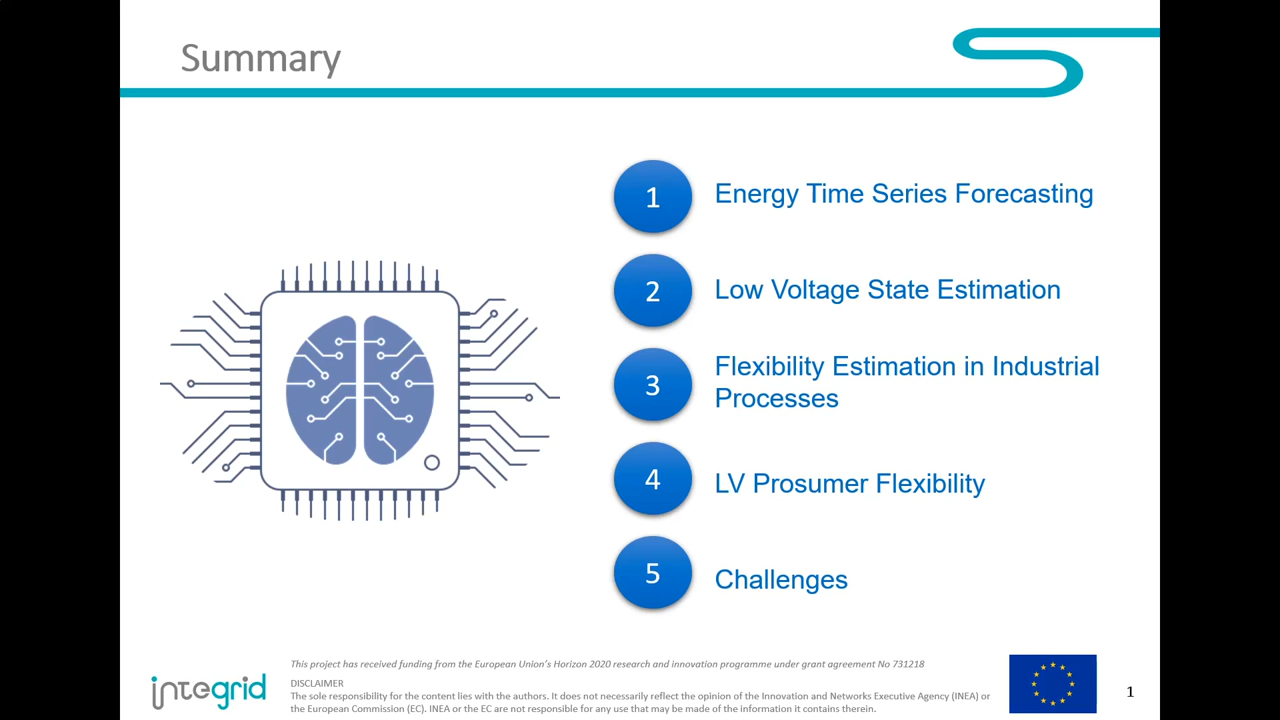 Summary
1
Energy Time Series Forecasting
2
Low Voltage State Estimation
3
Flexibility Estimation in Industrial
Processes
4
LV Prosumer Flexibility
5
Challenges
This project has received funding from the European Union's Horizon 2020 research and innovation programme under grant agreement No 731218
DISCLAIMER
The sole responsibility for the content lies with the authors. It does not necessarily reflect the opinion of the Innovation and Networks Executive Agency (INEA) or
the European Commission (EC). INEA or the EC are not responsible for any use that may be made of the information it contains therein.
integrid
1